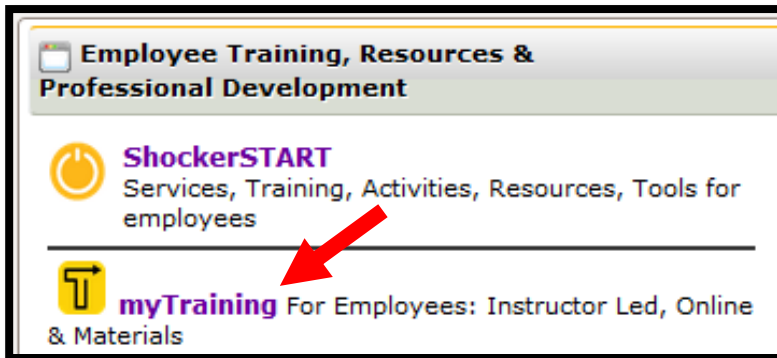 Employee Training, Resources &
Professional Development
ShockerSTART
Services, Training, Activities, Resources, Tools for
employees
myTraining For Employees: Instructor Led, Online
& Materials